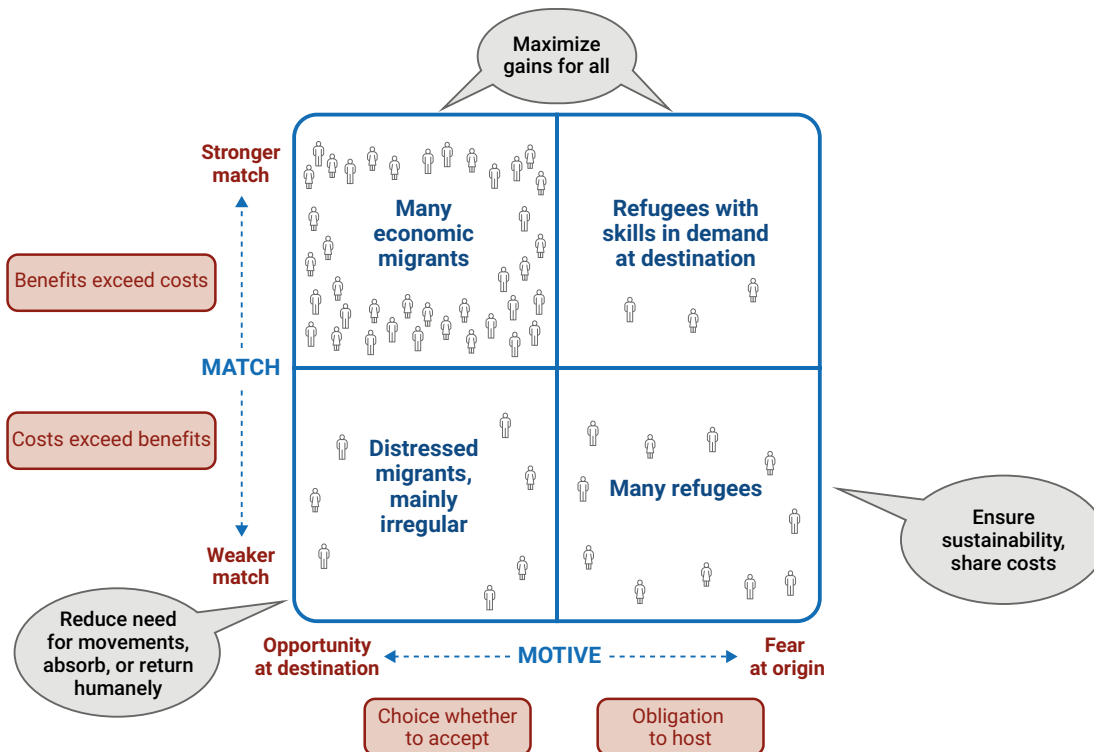 Maximize
gains for all
Stronger
match
Many
economic
migrants
Refugees with
skills in demand
at destination
Benefits exceed costs
MATCH
Costs exceed benefits
Distressed
migrants,
mainly
irregular
Many refugees
Ensure
sustainability,
share costs
Weaker
match
Reduce need
for movements,
absorb, or return
humanely
Opportunity
at destination
MOTIVE
Fear
at origin
Choice whether
to accept
Obligation
to host